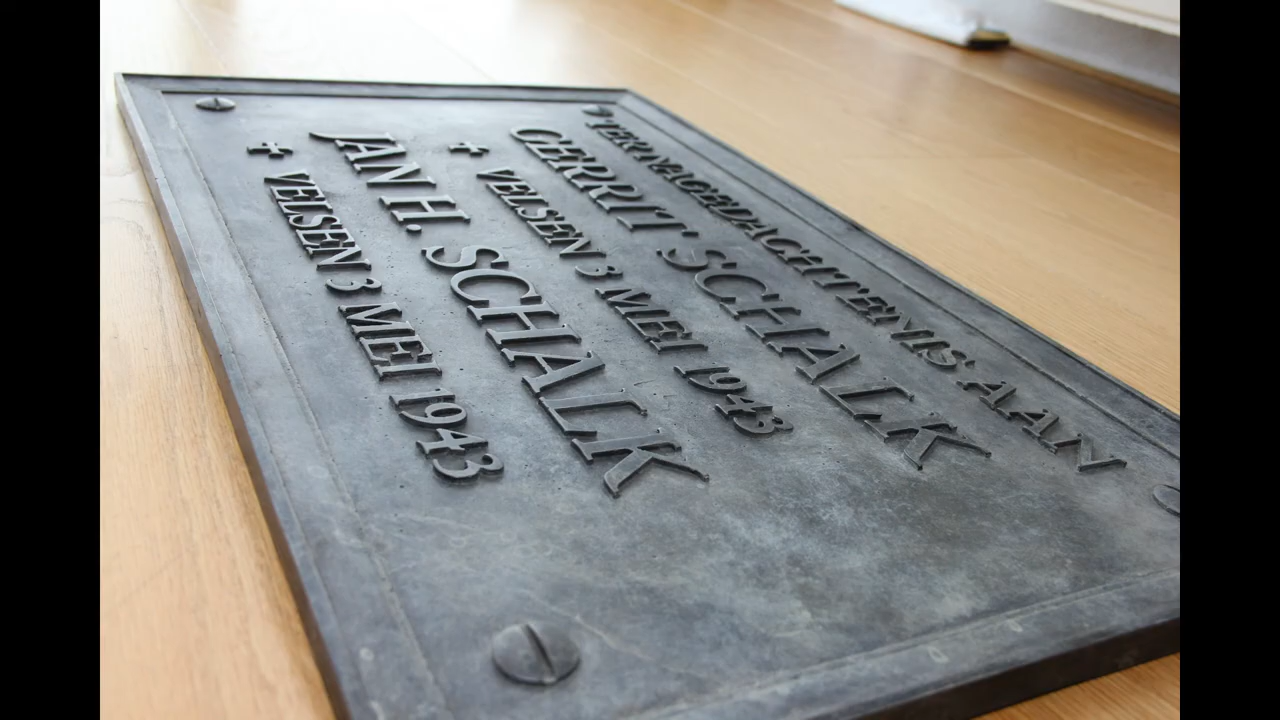 TER NAGEDACHTENIS AAN
GERRIT SCHALK
✝ VELSEN 3 MEI 1943
JAN H. SCHALK
✝ VELSEN 3 MEI 1943